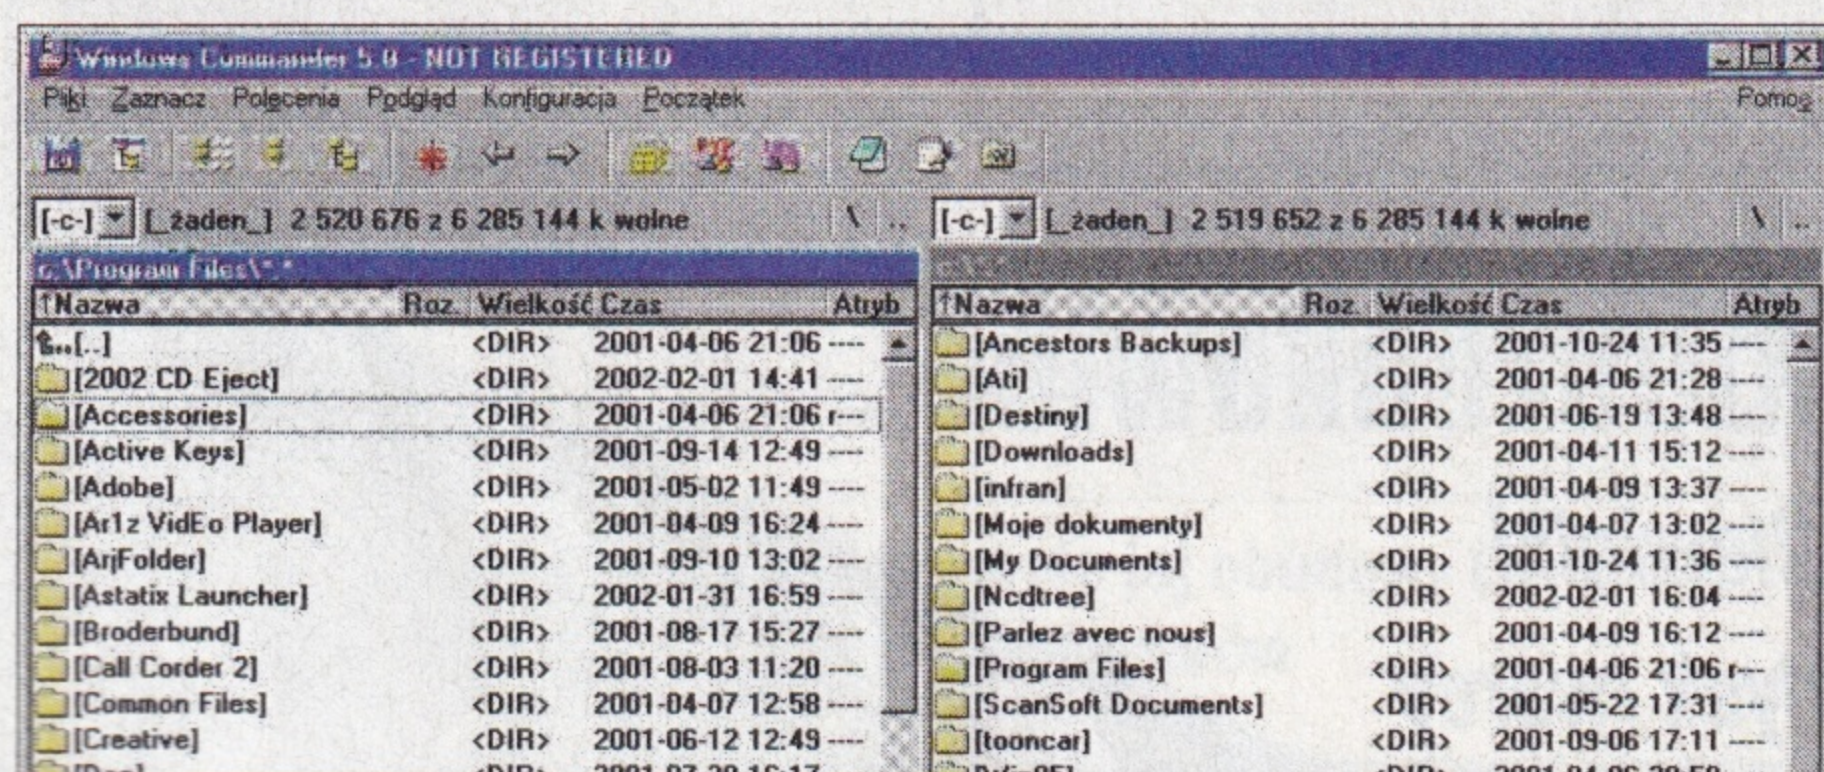 Windows Commander 5.0 - NOT REGISTERED
Pliki Zaznacz Polecenia Podgląd Konfiguracja Początek Pomoc
[-c-] [_żaden_] 2 520 676 z 6 285 144 k wolne \ ..
c:\Program Files\*.*
↑Nazwa Roz. Wielkość Czas Atryb
[..] <DIR> 2001-04-06 21:06 ----
[2002 CD Eject] <DIR> 2002-02-01 14:41 ----
[Accessories] <DIR> 2001-04-06 21:06 r---
[Active Keys] <DIR> 2001-09-14 12:49 ----
[Adobe] <DIR> 2001-05-02 11:49 ----
[Ar1z VidEo Player] <DIR> 2001-04-09 16:24 ----
[ArjFolder] <DIR> 2001-09-10 13:02 ----
[Astatix Launcher] <DIR> 2002-01-31 16:59 ----
[Broderbund] <DIR> 2001-08-17 15:27 ----
[Call Corder 2] <DIR> 2001-08-03 11:20 ----
[Common Files] <DIR> 2001-04-07 12:58 ----
[Creative] <DIR> 2001-06-12 12:49 ----
[-c-] [_żaden_] 2 519 652 z 6 285 144 k wolne \ ..
c:\*.*
↑Nazwa Roz. Wielkość Czas Atryb
[Ancestors Backups] <DIR> 2001-10-24 11:35 ----
[Ati] <DIR> 2001-04-06 21:28 ----
[Destiny] <DIR> 2001-06-19 13:48 ----
[Downloads] <DIR> 2001-04-11 15:12 ----
[infran] <DIR> 2001-04-09 13:37 ----
[Moje dokumenty] <DIR> 2001-04-07 13:02 ----
[My Documents] <DIR> 2001-10-24 11:36 ----
[Ncdtree] <DIR> 2002-02-01 16:04 ----
[Parlez avec nous] <DIR> 2001-04-09 16:12 ----
[Program Files] <DIR> 2001-04-06 21:06 r---
[ScanSoft Documents] <DIR> 2001-05-22 17:31 ----
[tooncar] <DIR> 2001-09-06 17:11 ----